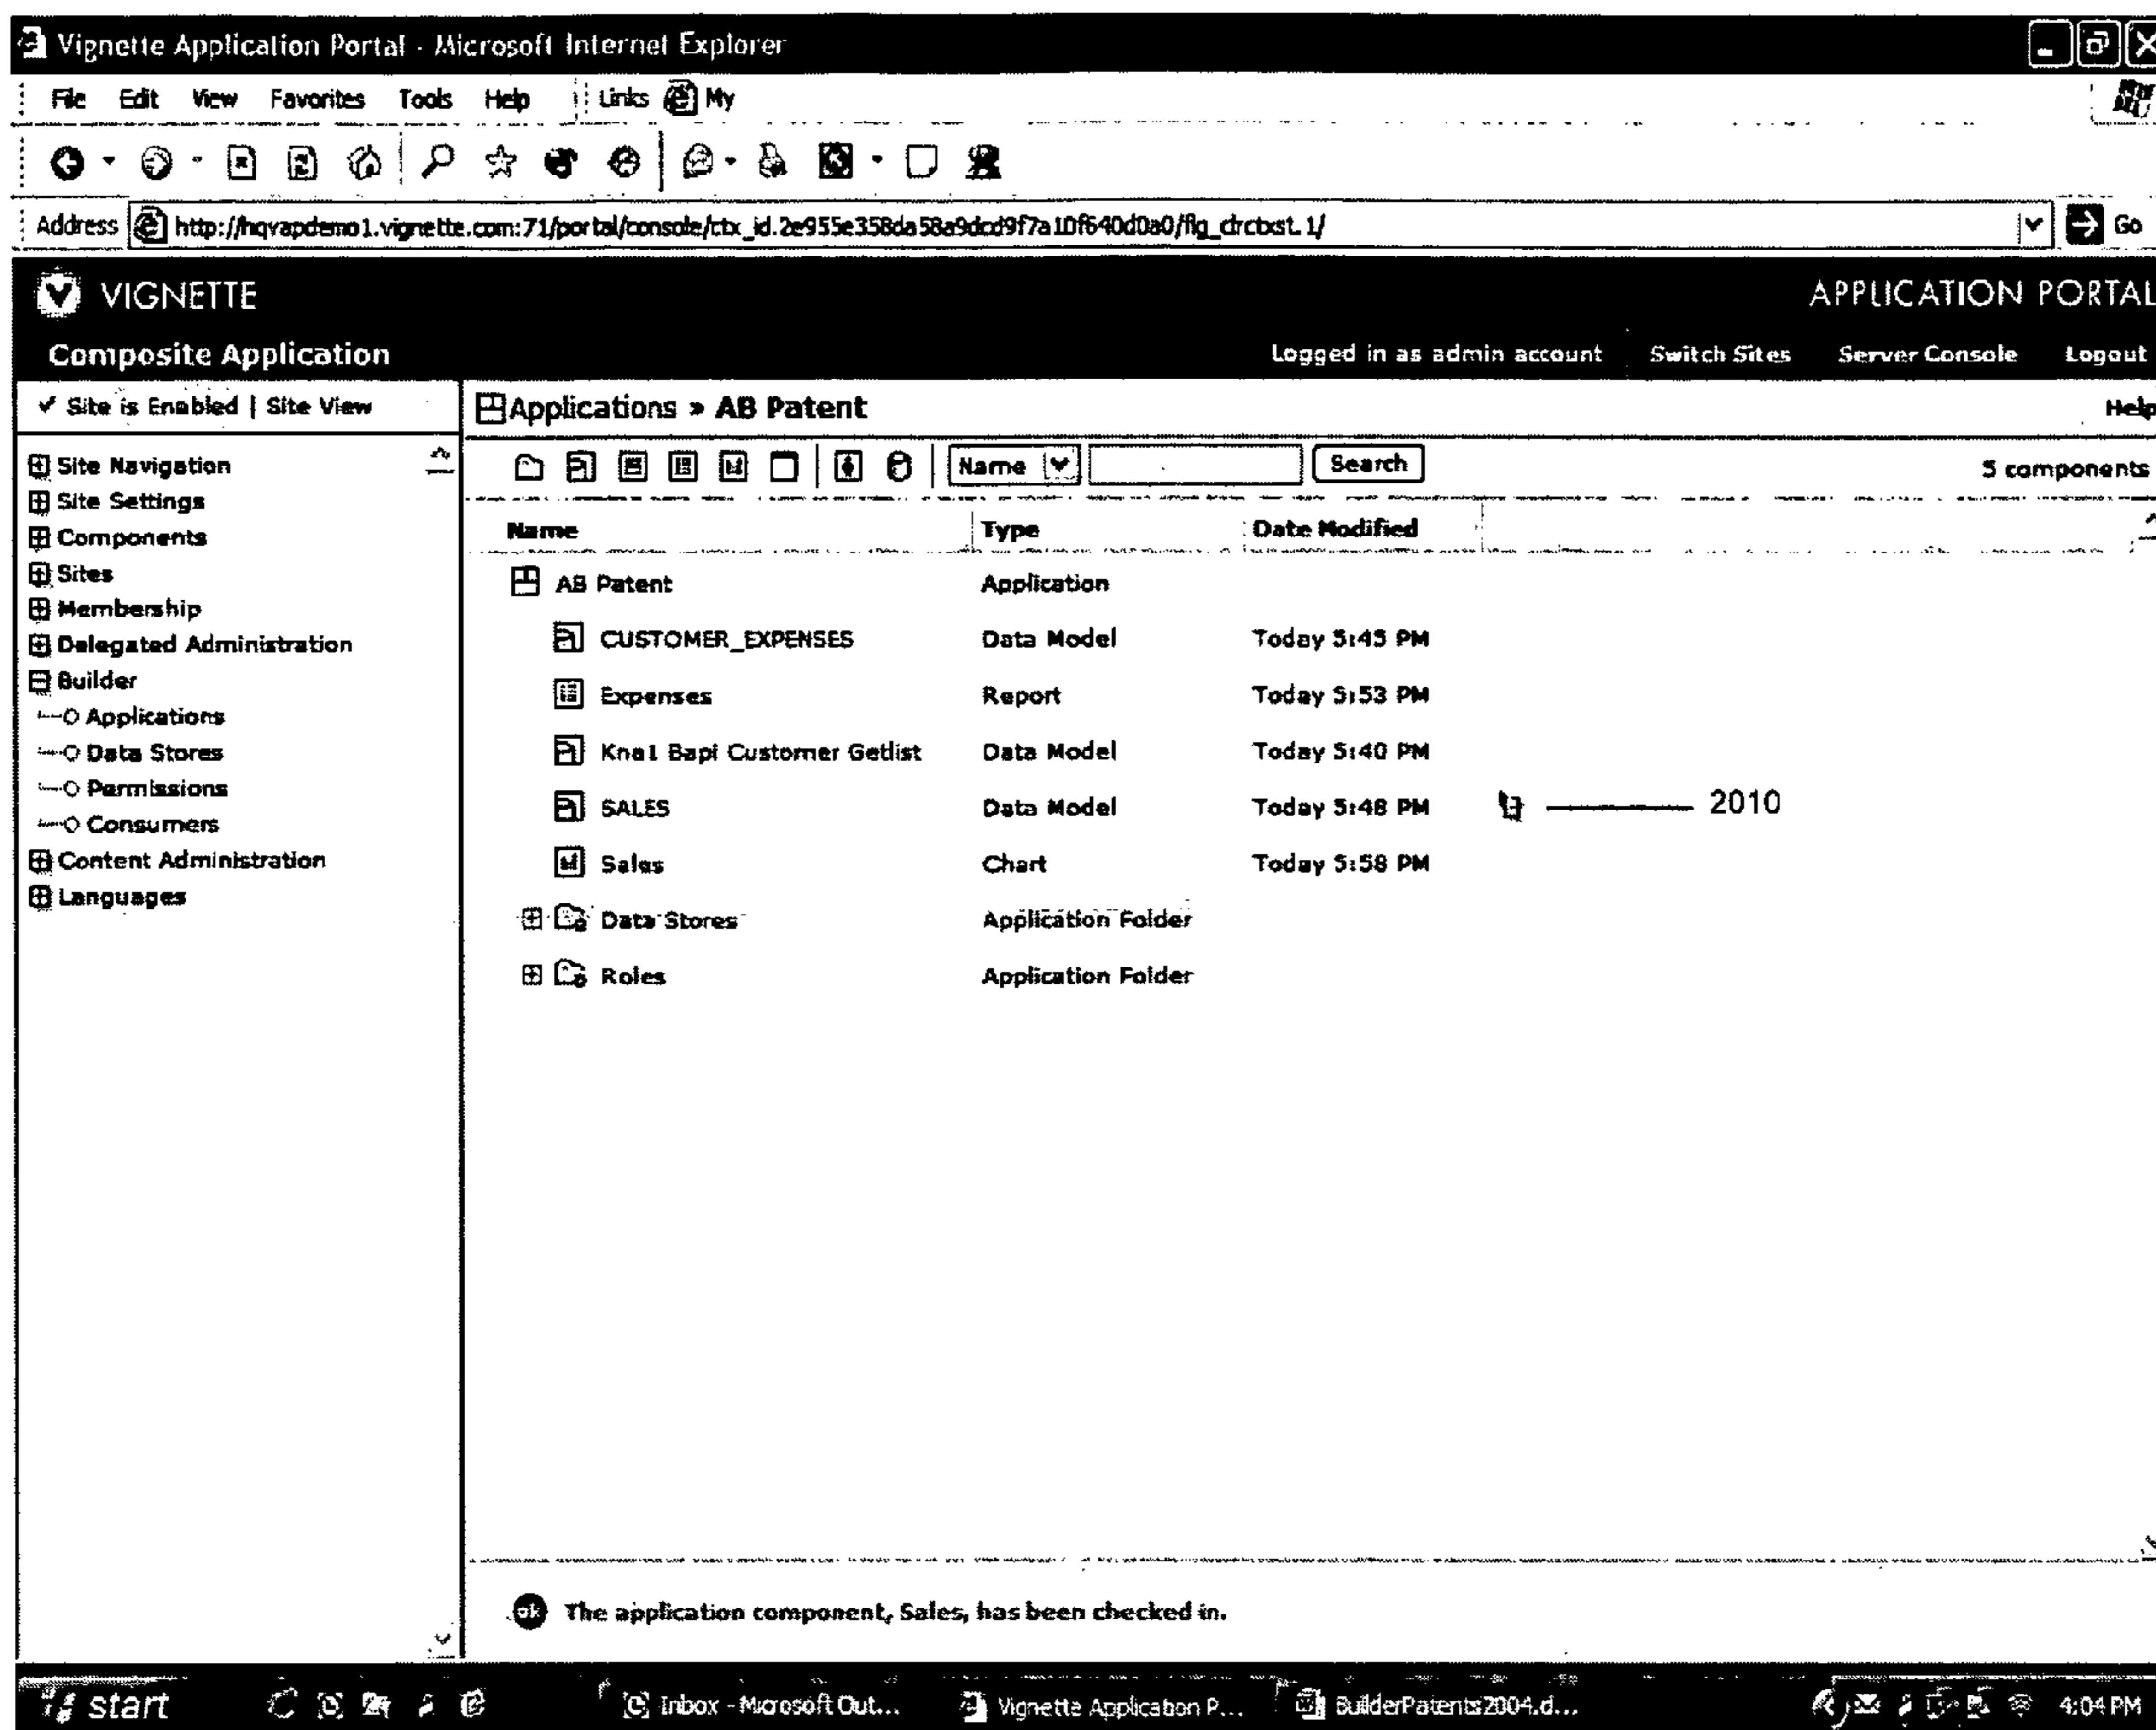 Vignette Application Portal - Microsoft Internet Explorer
File Edit View Favorites Tools Help Links My
Address http://hqvapdemo1.vignette.com:71/portal/console/ctx_id.2e955e358da58a9dcd9f7a10f640d0a0/flg_drctxst.1/ Go
VIGNETTE APPLICATION PORTAL
Composite Application Logged in as admin account Switch Sites Server Console Logout
Site is Enabled | Site View
Applications » AB Patent Help
Name Search 5 components
Site Navigation
Site Settings
Components
Sites
Membership
Delegated Administration
Builder
Applications
Data Stores
Permissions
Consumers
Content Administration
Languages
Name Type Date Modified
AB Patent Application
CUSTOMER_EXPENSES Data Model Today 5:45 PM
Expenses Report Today 5:53 PM
Kna1 Bapi Customer Getlist Data Model Today 5:40 PM
SALES Data Model Today 5:48 PM 2010
Sales Chart Today 5:58 PM
Data Stores Application Folder
Roles Application Folder
ok The application component, Sales, has been checked in.
start Inbox - Microsoft Out... Vignette Application P... BuilderPatents2004.d... 4:04 PM